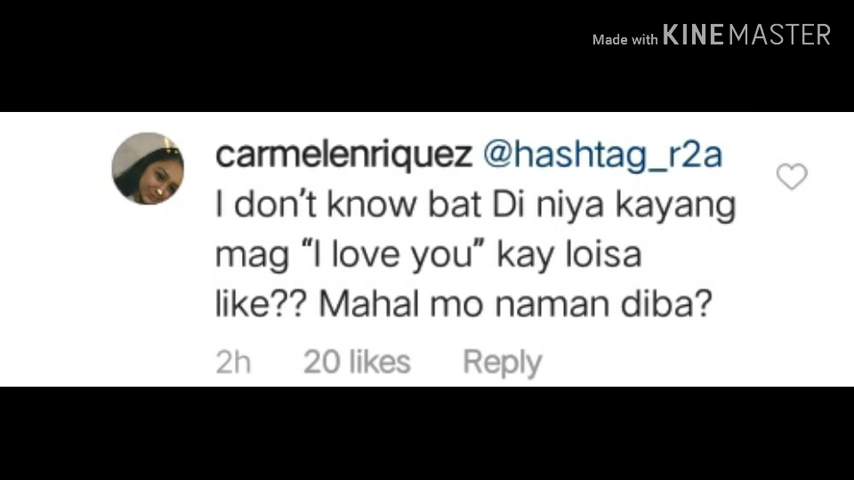 Made with KINEMASTER
carmelenriquez @hashtag_r2a
I don't know bat Di niya kayang
mag “I love you” kay loisa
like?? Mahal mo naman diba?
2h 20 likes Reply